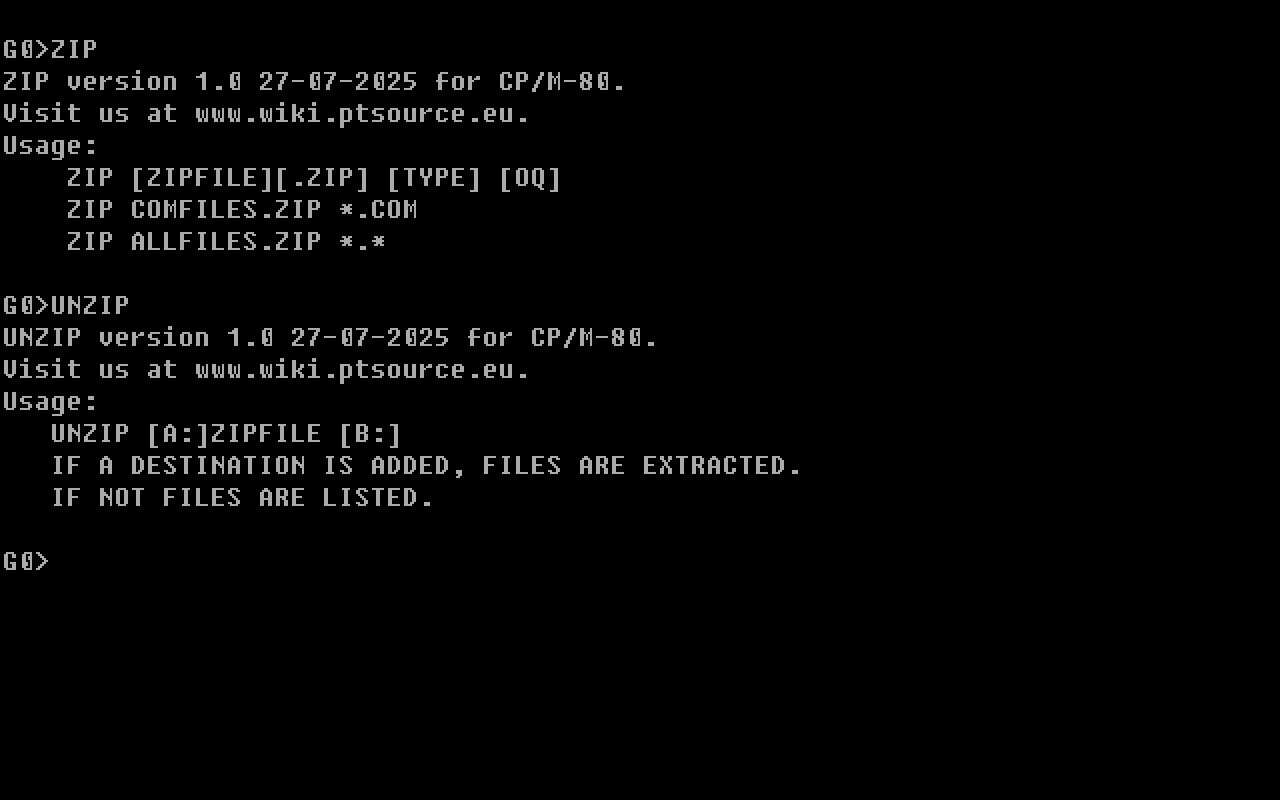 G0>ZIP
ZIP version 1.0 27-07-2025 for CP/M-80.
Visit us at www.wiki.ptsource.eu.
Usage:
    ZIP [ZIPFILE][.ZIP] [TYPE] [OQ]
    ZIP COMFILES.ZIP *.COM
    ZIP ALLFILES.ZIP *.*

G0>UNZIP
UNZIP version 1.0 27-07-2025 for CP/M-80.
Visit us at www.wiki.ptsource.eu.
Usage:
   UNZIP [A:]ZIPFILE [B:]
   IF A DESTINATION IS ADDED, FILES ARE EXTRACTED.
   IF NOT FILES ARE LISTED.

G0>